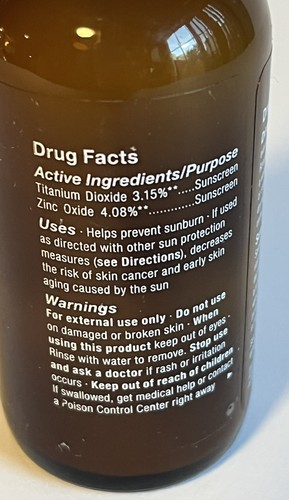 Drug Facts
Active Ingredients/Purpose
Titanium Dioxide 3.15%**.....Sunscreen
Zinc Oxide 4.08%**.............Sunscreen
Uses · Helps prevent sunburn · If used
as directed with other sun protection
measures (see Directions), decreases
the risk of skin cancer and early skin
aging caused by the sun
Warnings
For external use only · Do not use
on damaged or broken skin · When
using this product keep out of eyes ·
Rinse with water to remove. Stop use
and ask a doctor if rash or irritation
occurs · Keep out of reach of children
If swallowed, get medical help or contact
a Poison Control Center right away